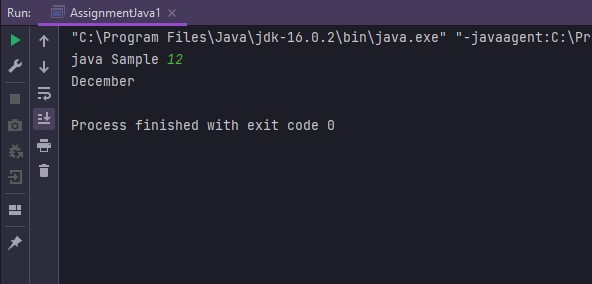 Run: AssignmentJava1
"C:\Program Files\Java\jdk-16.0.2\bin\java.exe" "-javaagent:C:\Pr
java Sample 12
December
Process finished with exit code 0